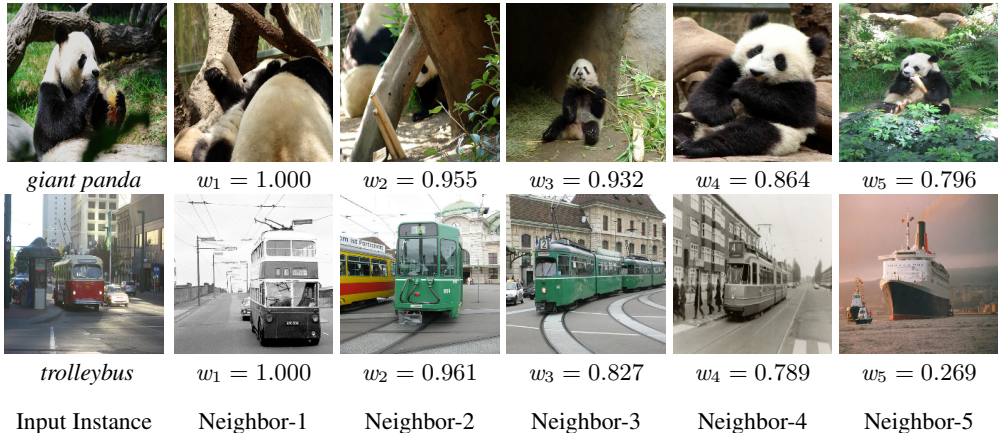 giant panda w₁ = 1.000 w₂ = 0.955 w₃ = 0.932 w₄ = 0.864 w₅ = 0.796
trolleybus w₁ = 1.000 w₂ = 0.961 w₃ = 0.827 w₄ = 0.789 w₅ = 0.269
Input Instance Neighbor-1 Neighbor-2 Neighbor-3 Neighbor-4 Neighbor-5